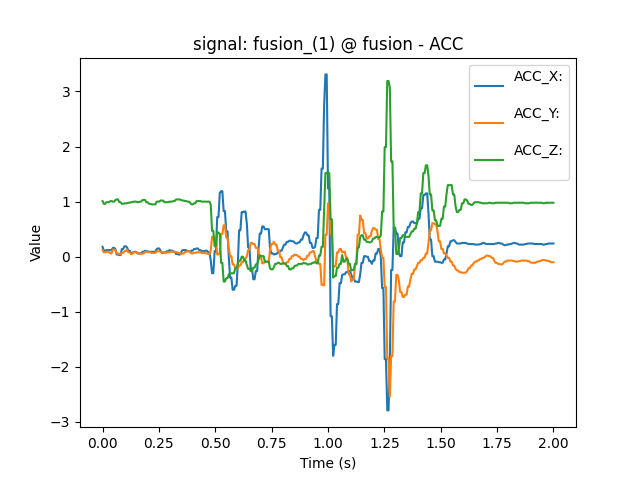 signal: fusion_(1) @ fusion - ACC
ACC_X:
ACC_Y:
ACC_Z:
Value
3
2
1
0
−1
−2
−3
0.00 0.25 0.50 0.75 1.00 1.25 1.50 1.75 2.00
Time (s)